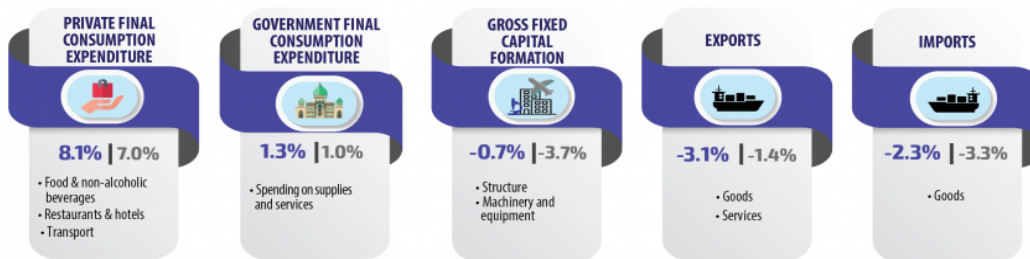 PRIVATE FINAL
CONSUMPTION
EXPENDITURE
8.1% | 7.0%
• Food & non-alcoholic
beverages
• Restaurants & hotels
• Transport
GOVERNMENT FINAL
CONSUMPTION
EXPENDITURE
1.3% | 1.0%
• Spending on supplies
and services
GROSS FIXED
CAPITAL
FORMATION
-0.7% | -3.7%
• Structure
• Machinery and
equipment
EXPORTS
-3.1% | -1.4%
• Goods
• Services
IMPORTS
-2.3% | -3.3%
• Goods